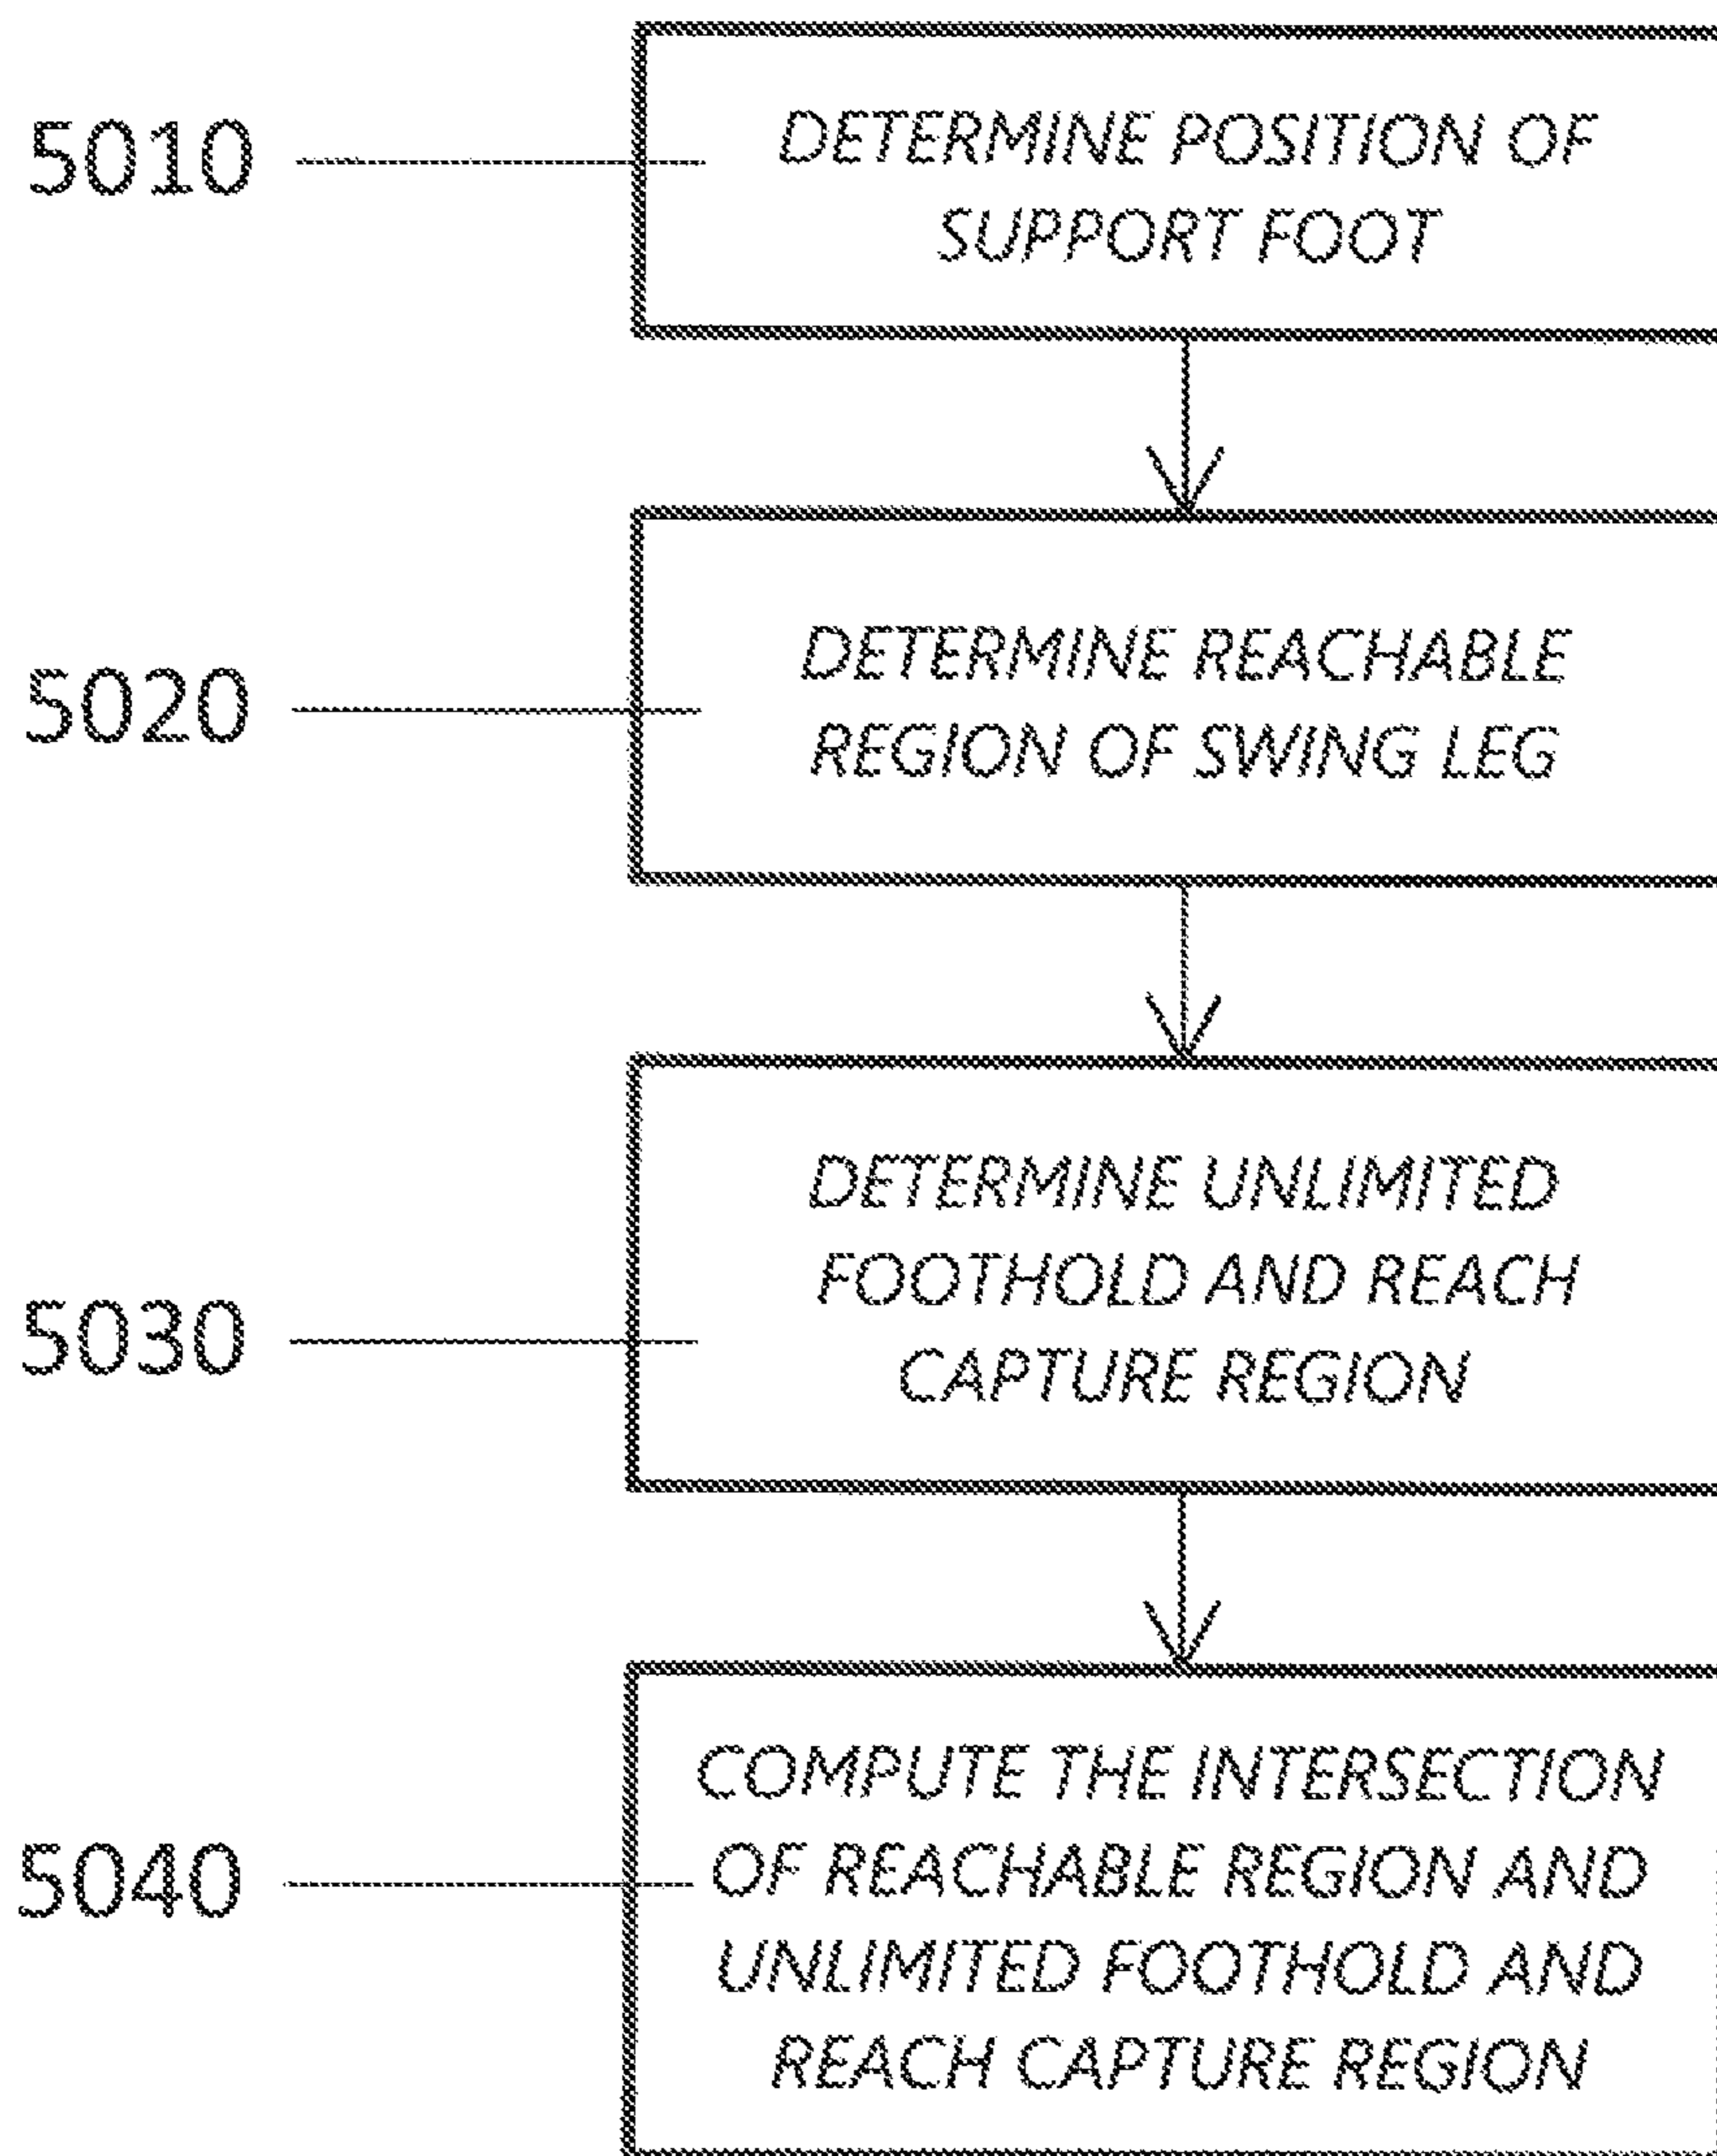 5010
DETERMINE POSITION OF
SUPPORT FOOT
5020
DETERMINE REACHABLE
REGION OF SWING LEG
5030
DETERMINE UNLIMITED
FOOTHOLD AND REACH
CAPTURE REGION
5040
COMPUTE THE INTERSECTION
OF REACHABLE REGION AND
UNLIMITED FOOTHOLD AND
REACH CAPTURE REGION